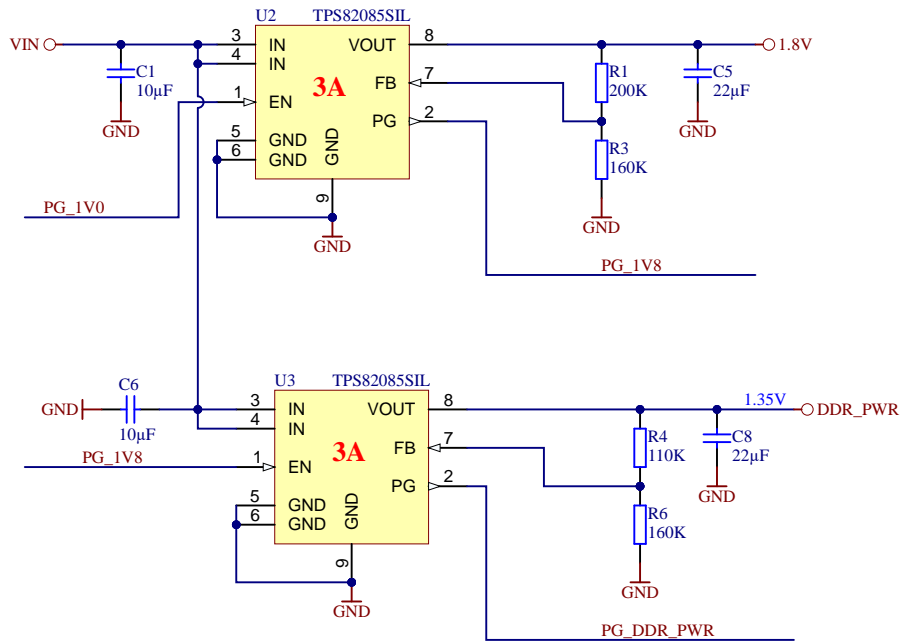 U2 TPS82085SIL
VIN
3 IN VOUT 8
1.8V
4 IN
C1
10µF
3A
FB 7
R1
200K
C5
22µF
1 EN
PG 2
GND
GND
5 GND
6 GND
GND
9
R3
160K
PG_1V0
GND
GND
PG_1V8
U3 TPS82085SIL
C6
GND
10µF
3 IN VOUT 8
1.35V
DDR_PWR
4 IN
3A
FB 7
R4
110K
C8
22µF
PG_1V8
1 EN
PG 2
GND
5 GND
6 GND
GND
9
R6
160K
GND
GND
PG_DDR_PWR